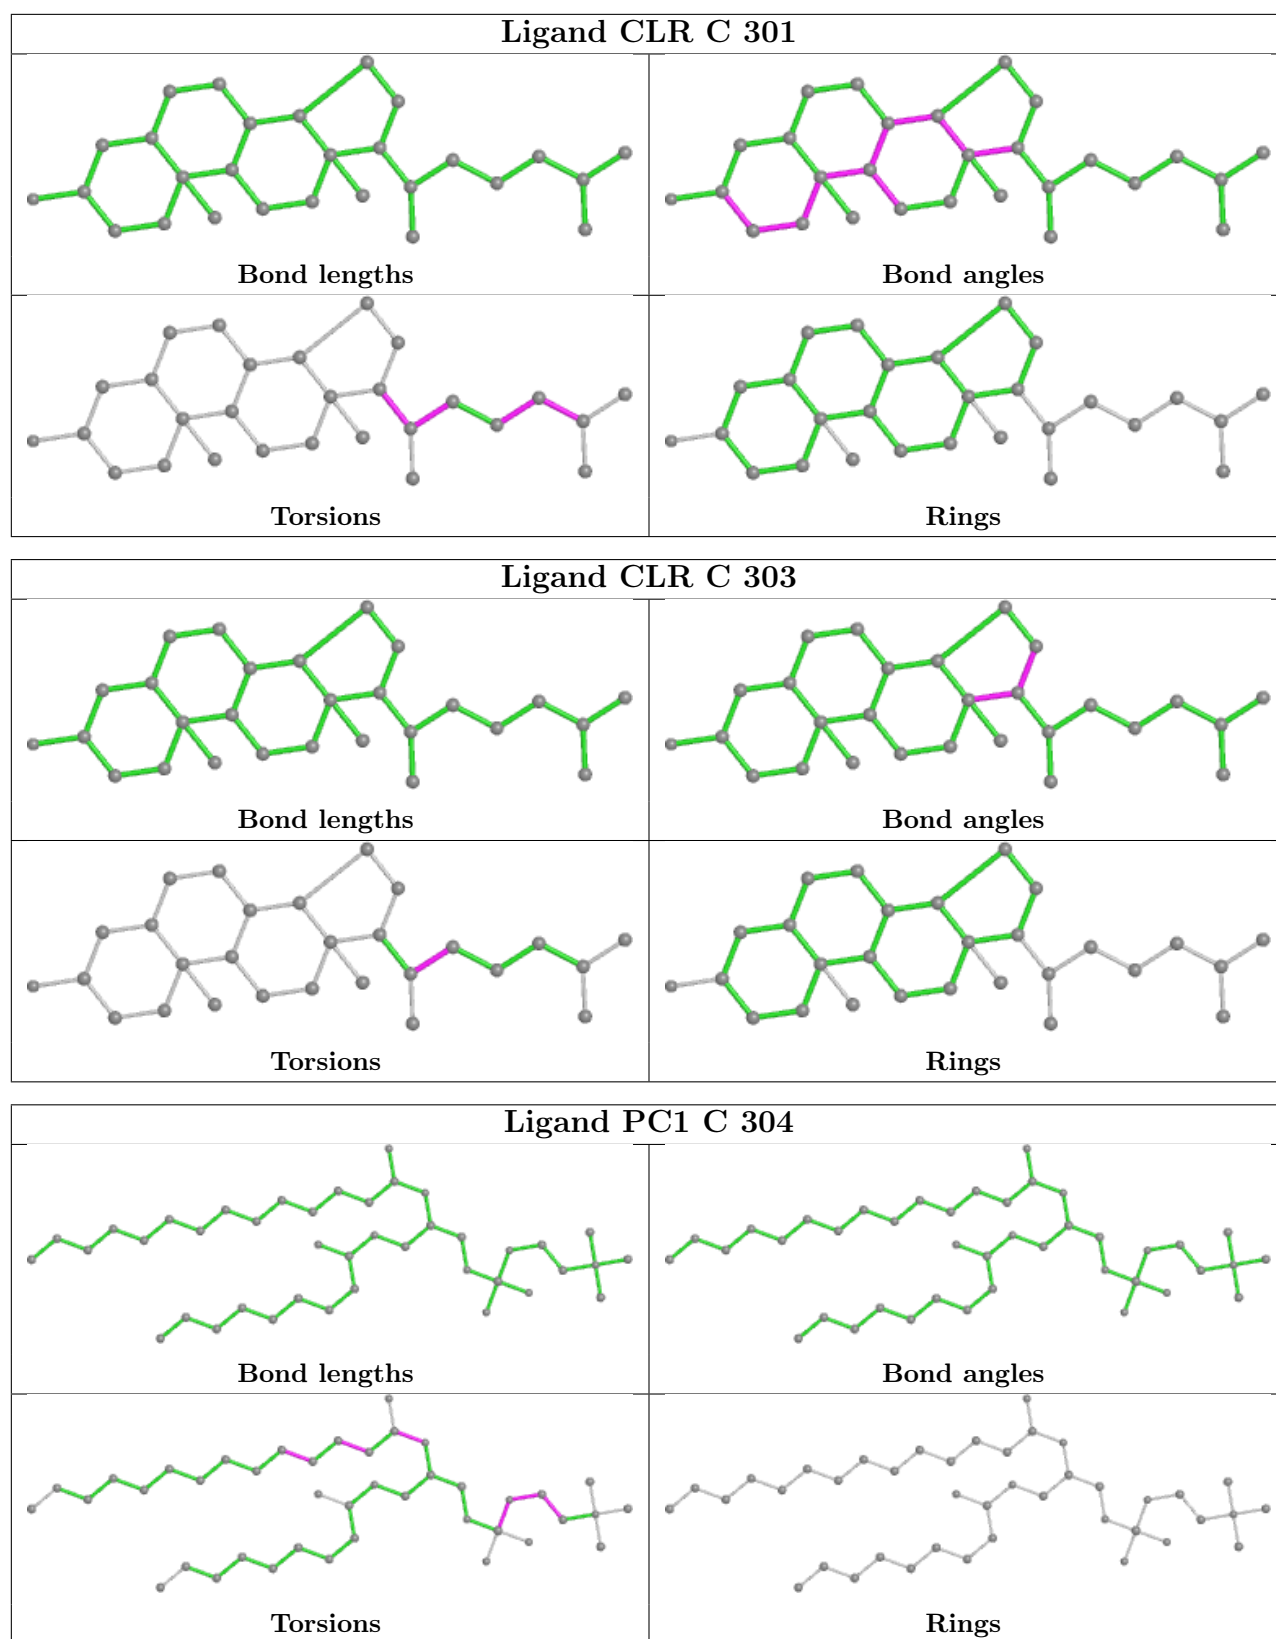 Ligand CLR C 301
Bond lengths
Bond angles
Torsions
Rings
Ligand CLR C 303
Bond lengths
Bond angles
Torsions
Rings
Ligand PC1 C 304
Bond lengths
Bond angles
Torsions
Rings